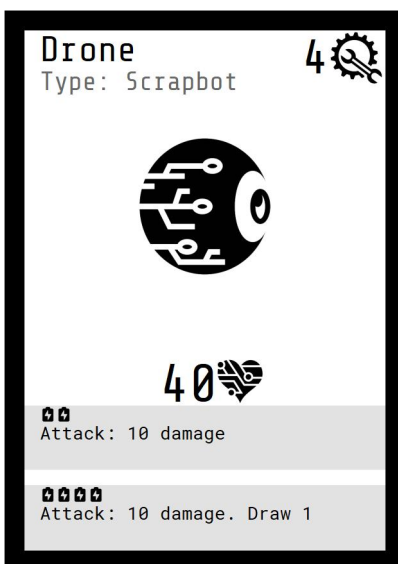 Drone
4
Type: Scrapbot
40
Attack: 10 damage
Attack: 10 damage. Draw 1